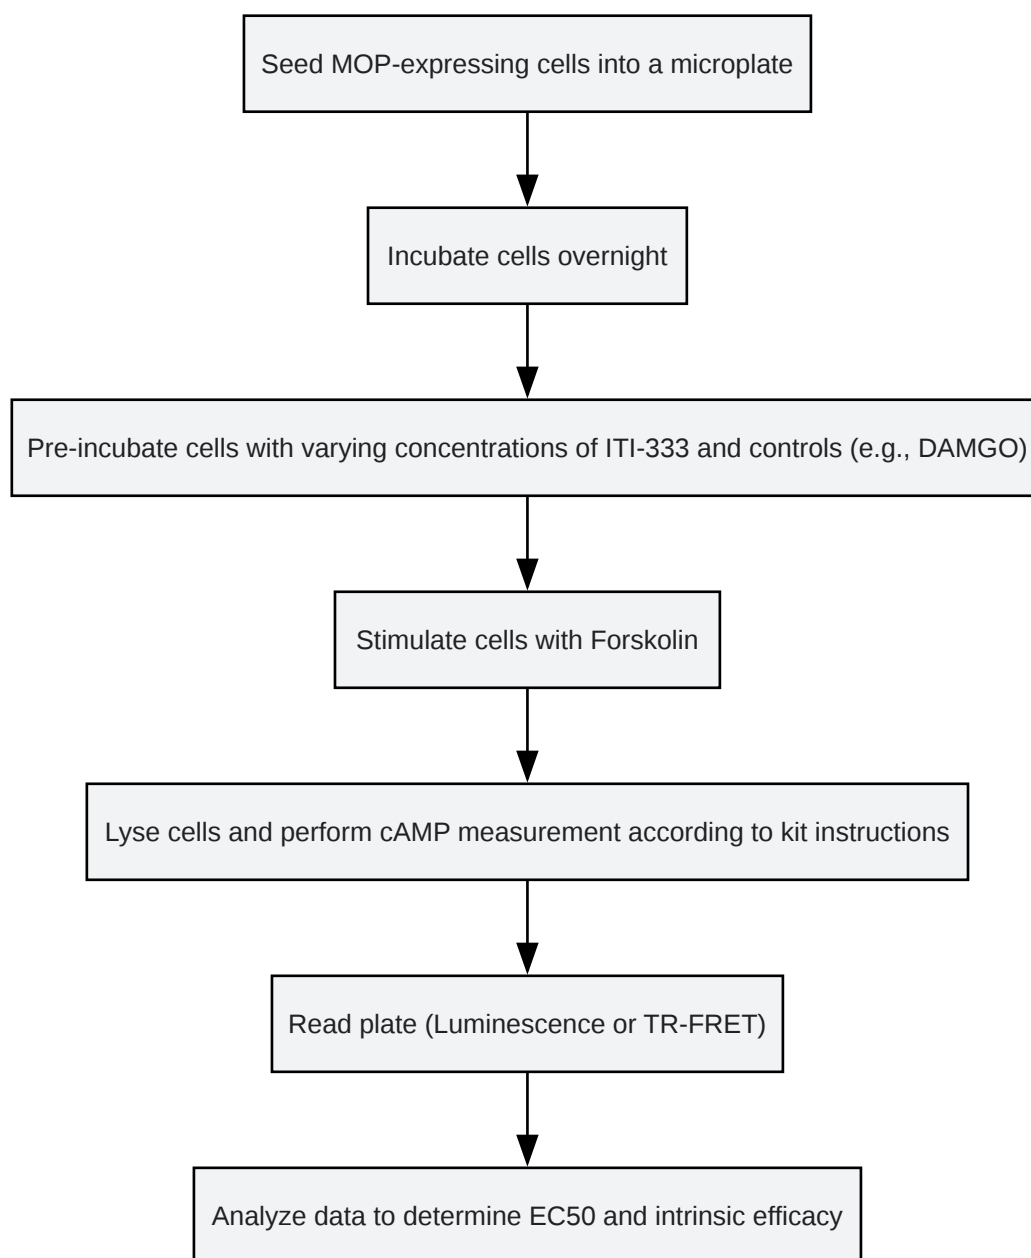 Seed MOP-expressing cells into a microplate
Incubate cells overnight
Pre-incubate cells with varying concentrations of ITI-333 and controls (e.g., DAMGO)
Stimulate cells with Forskolin
Lyse cells and perform cAMP measurement according to kit instructions
Read plate (Luminescence or TR-FRET)
Analyze data to determine EC50 and intrinsic efficacy